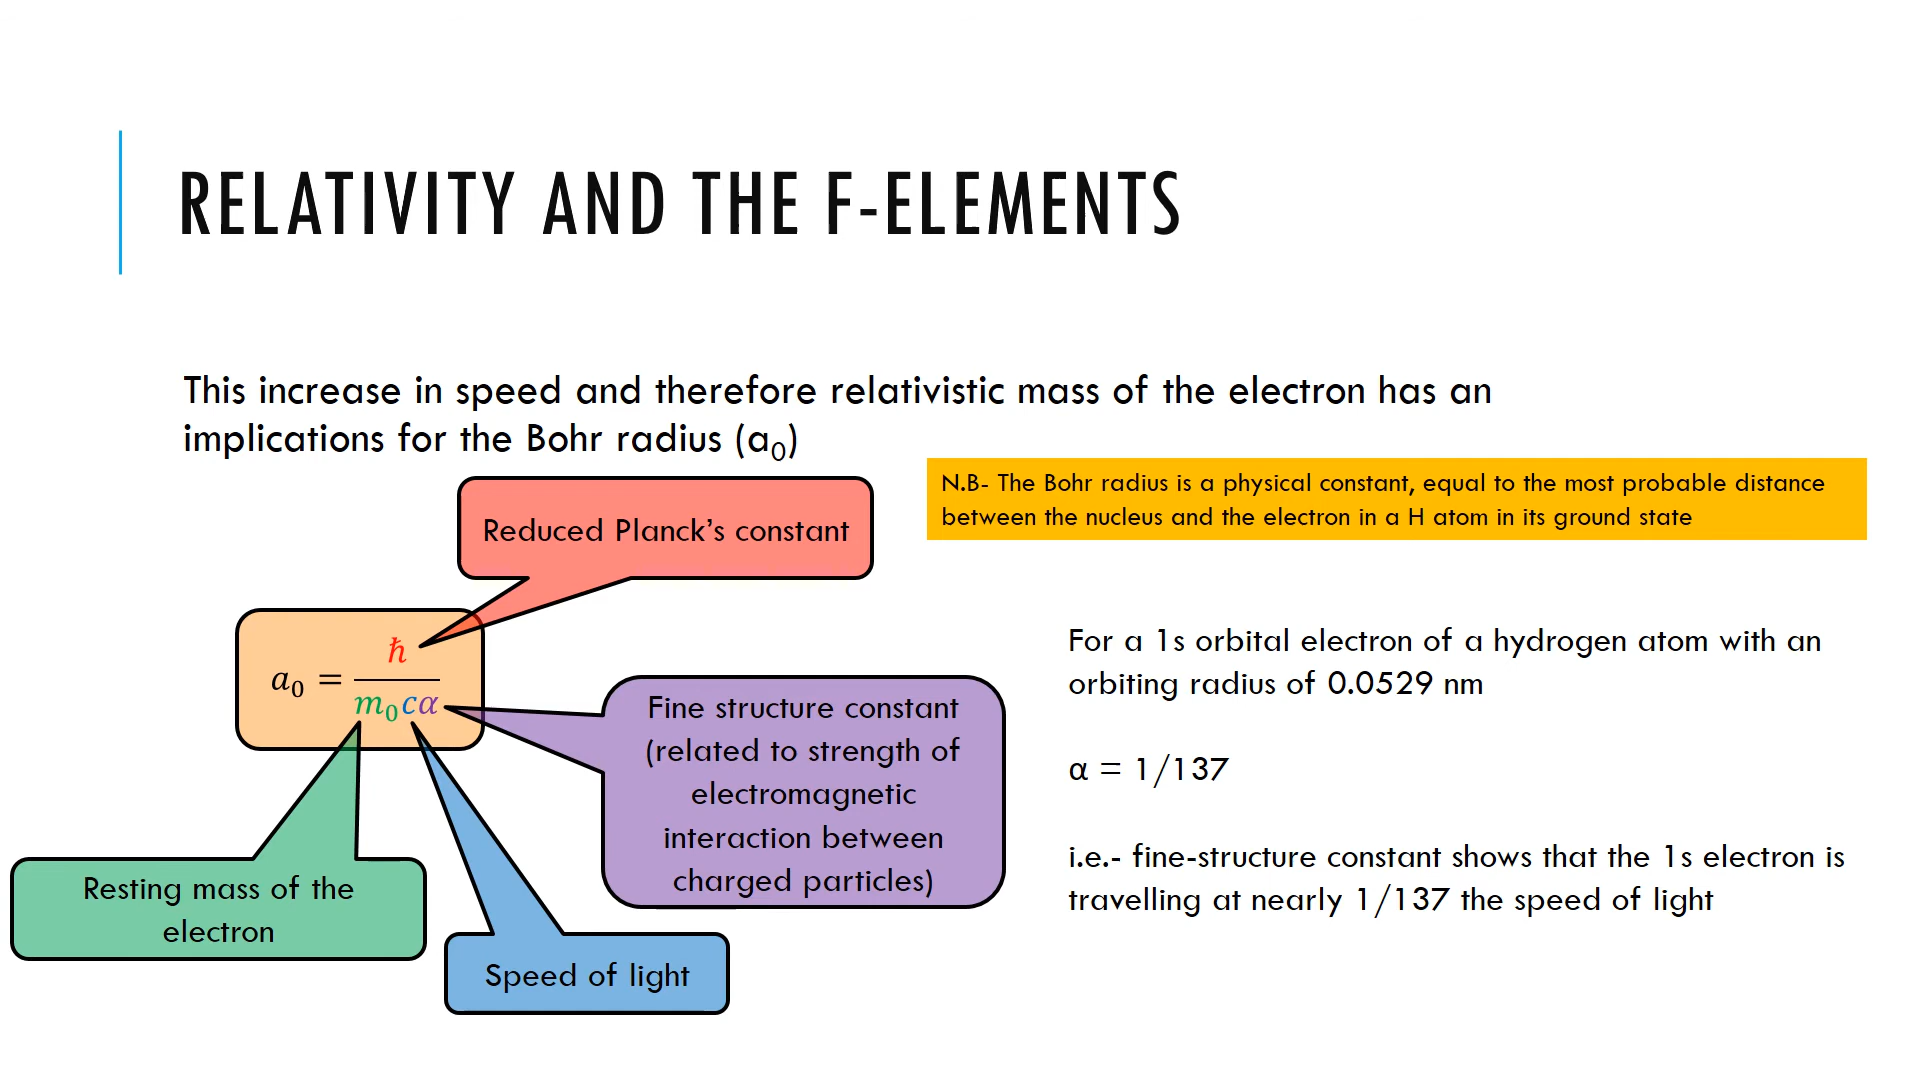 RELATIVITY AND THE F-ELEMENTS
This increase in speed and therefore relativistic mass of the electron has an
implications for the Bohr radius (a₀)
N.B- The Bohr radius is a physical constant, equal to the most probable distance
between the nucleus and the electron in a H atom in its ground state
Reduced Planck’s constant
a₀ = ħ / m₀cα
Fine structure constant
(related to strength of
electromagnetic
interaction between
charged particles)
Resting mass of the
electron
Speed of light
For a 1s orbital electron of a hydrogen atom with an
orbiting radius of 0.0529 nm
α = 1/137
i.e.- fine-structure constant shows that the 1s electron is
travelling at nearly 1/137 the speed of light